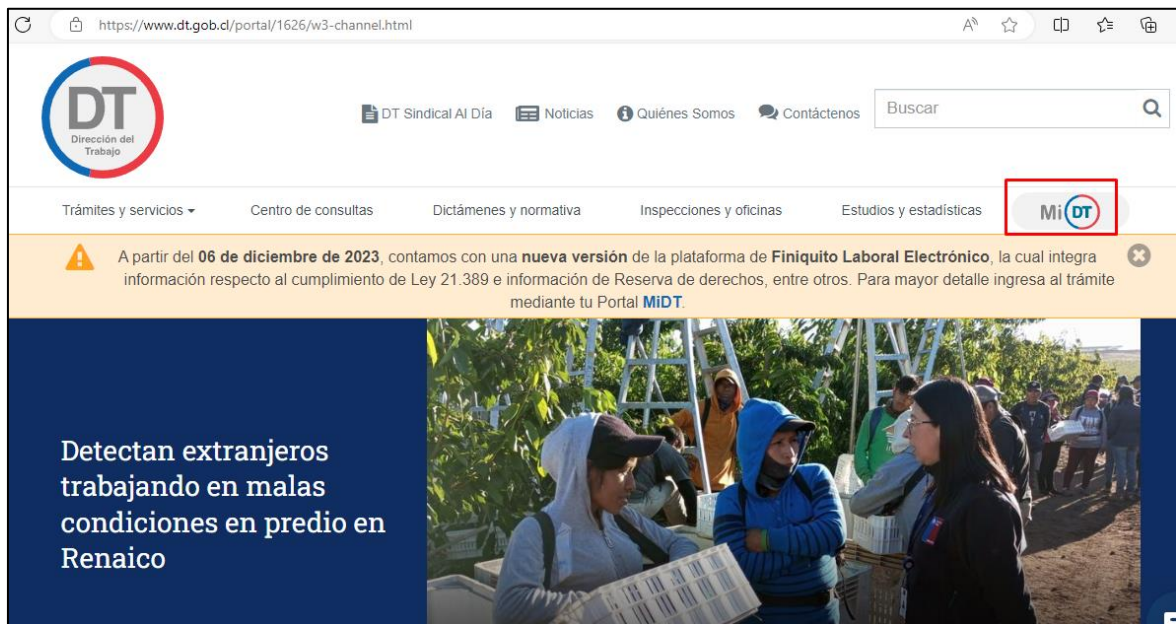 https://www.dt.gob.cl/portal/1626/w3-channel.html
DT
Dirección del
Trabajo
DT Sindical Al Día Noticias Quiénes Somos Contáctenos Buscar
Trámites y servicios Centro de consultas Dictámenes y normativa Inspecciones y oficinas Estudios y estadísticas Mi DT
A partir del 06 de diciembre de 2023, contamos con una nueva versión de la plataforma de Finiquito Laboral Electrónico, la cual integra
información respecto al cumplimiento de Ley 21.389 e información de Reserva de derechos, entre otros. Para mayor detalle ingresa al trámite
mediante tu Portal MiDT.
Detectan extranjeros
trabajando en malas
condiciones en predio en
Renaico